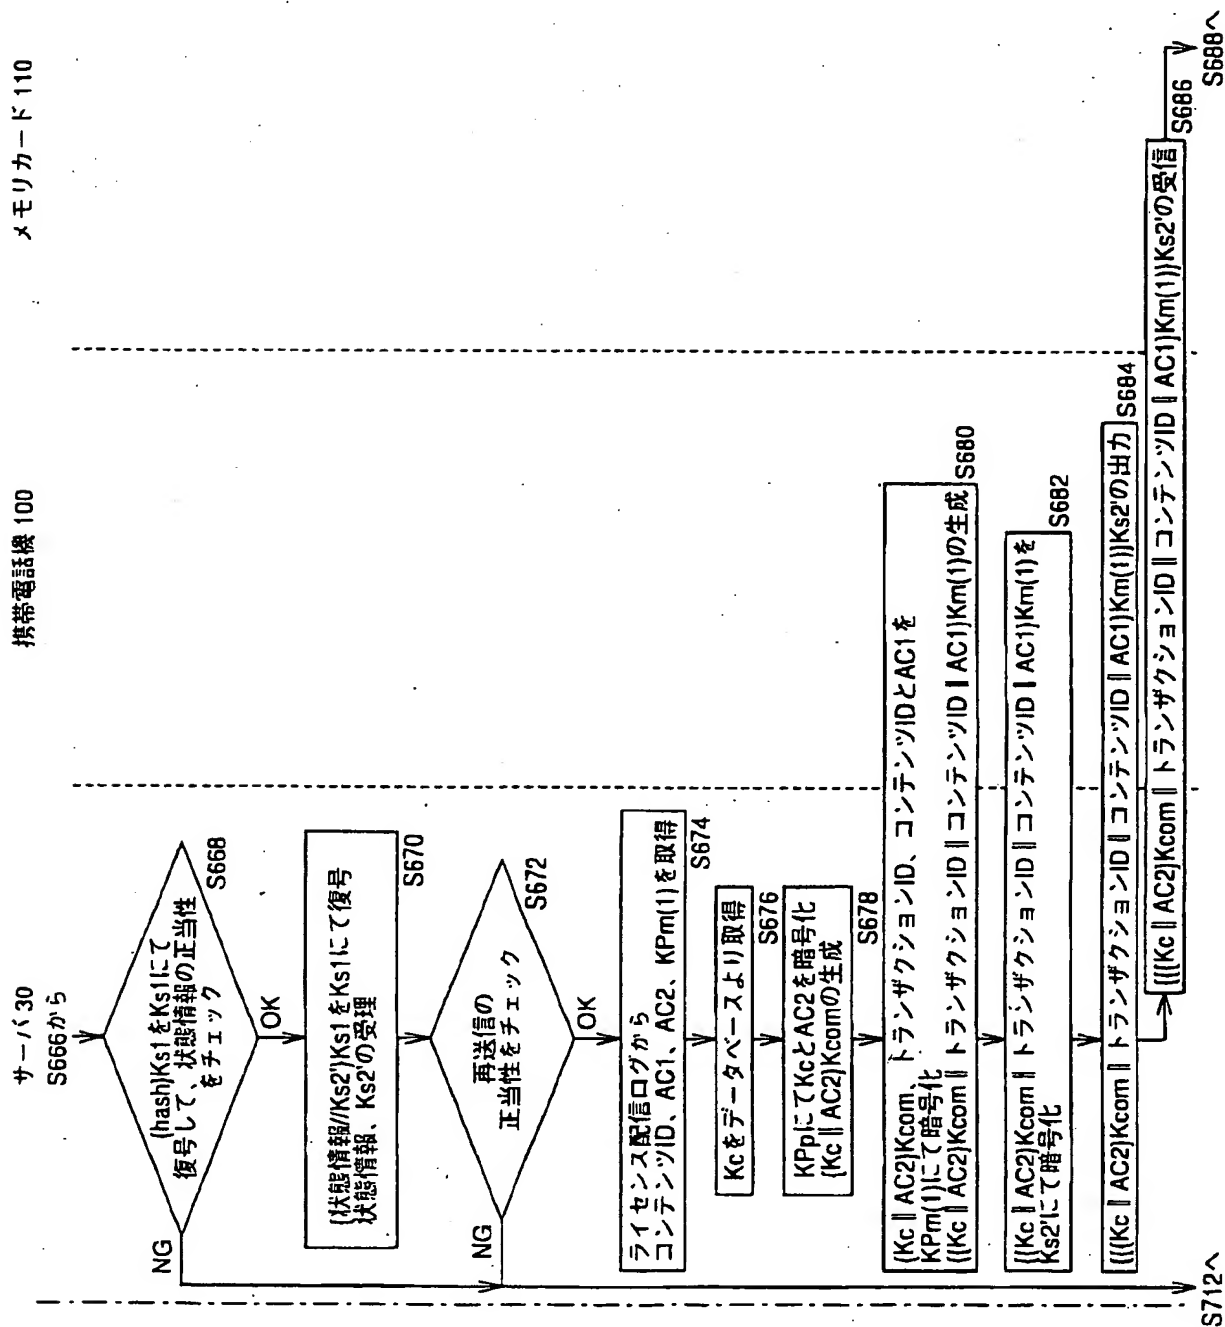 サーバ 30
携帯電話機 100
メモリカード 110
S666から
{hash}Ks1をKs1にて
復号して、状態情報の正当性
をチェック
S668
NG
OK
{状態情報//Ks2'}Ks1をKs1にて復号
状態情報、Ks2'の受理
S670
再送信の
正当性をチェック
S672
NG
OK
ライセンス配信ログから
コンテンツID、AC1、AC2、KPm(1)を取得
S674
Kcをデータベースより取得
S676
KPpにてKcとAC2を暗号化
{Kc∥AC2}Kcomの生成
S678
{Kc∥AC2}Kcom、トランザクションID、コンテンツIDとAC1を
KPm(1)にて暗号化
{{Kc∥AC2}Kcom∥トランザクションID∥コンテンツID∥AC1}Km(1)の生成
S680
{{Kc∥AC2}Kcom∥トランザクションID∥コンテンツID∥AC1}Km(1)を
Ks2'にて暗号化
S682
{{{Kc∥AC2}Kcom∥トランザクションID∥コンテンツID∥AC1}Km(1)}Ks2'の出力
S684
{{{Kc∥AC2}Kcom∥トランザクションID∥コンテンツID∥AC1}Km(1)}Ks2'の受信
S686
S712へ
S688へ